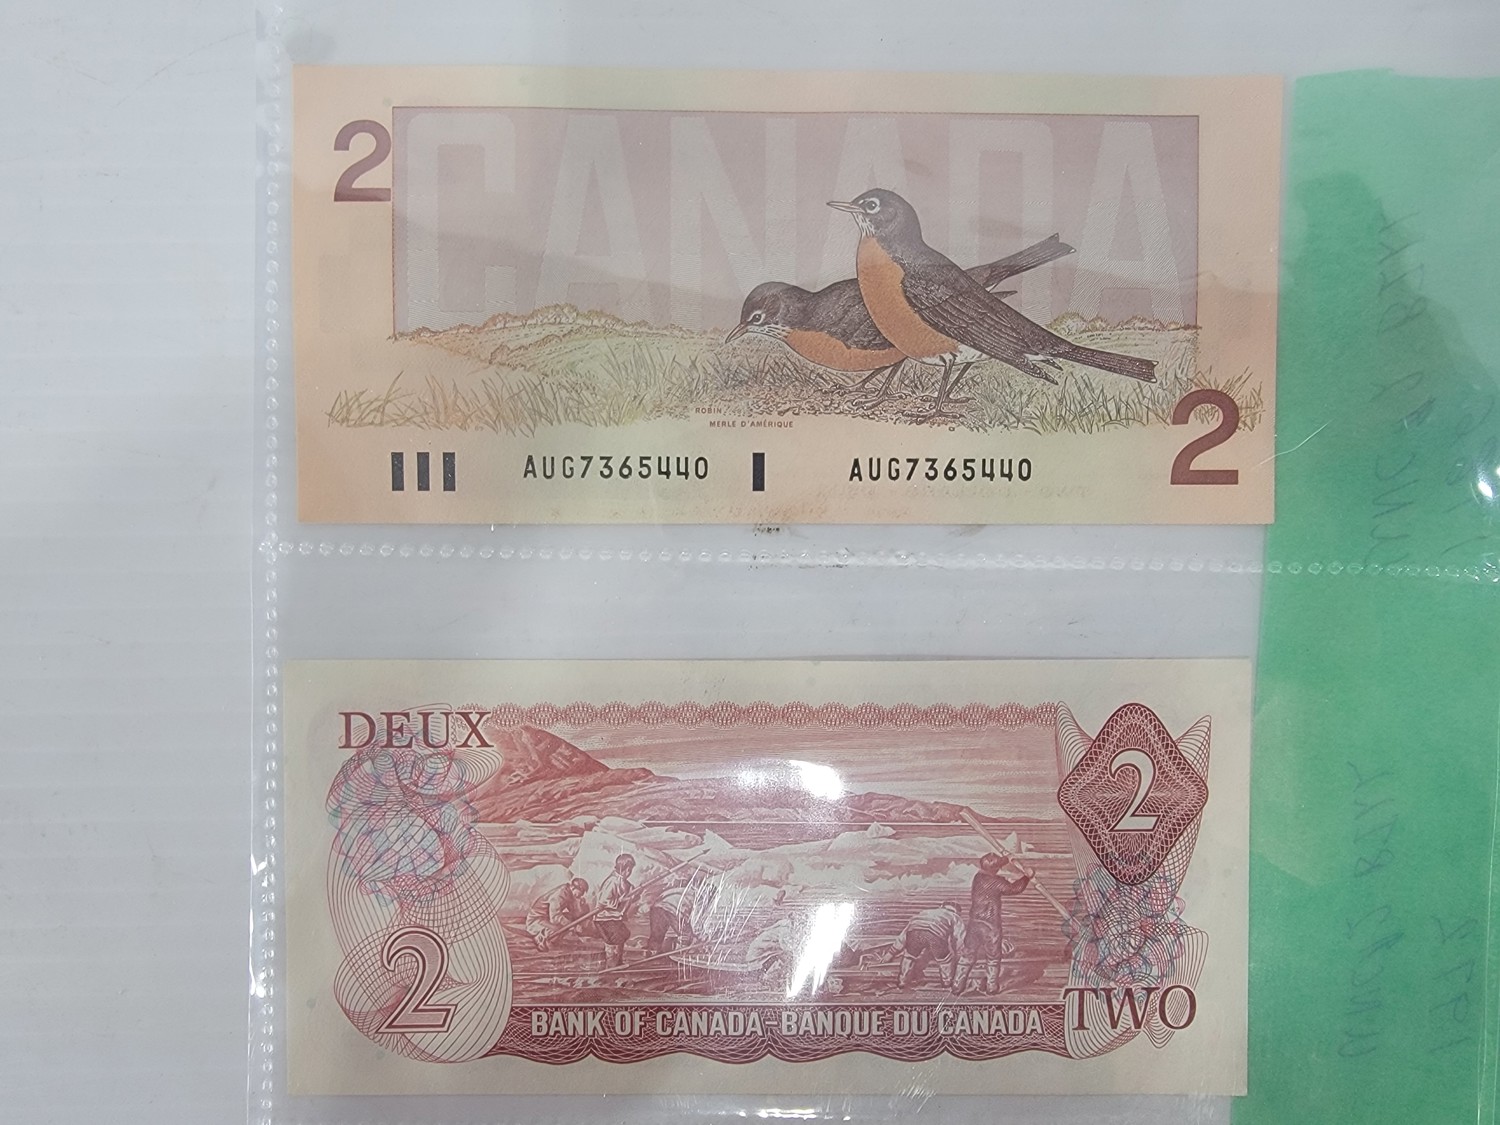 2
CANADA
ROBIN
MERLE D'AMÉRIQUE
AUG7365440 AUG7365440
2
DEUX
2
2
TWO
BANK OF CANADA-BANQUE DU CANADA